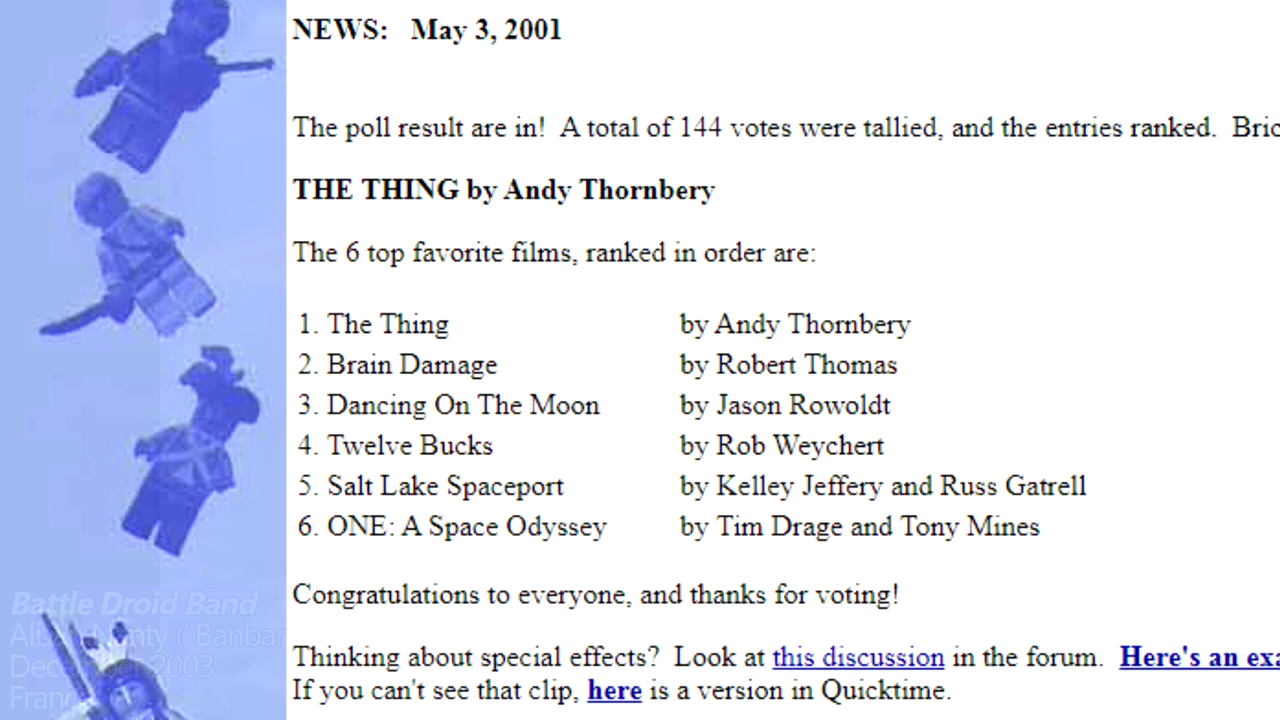 NEWS: May 3, 2001
The poll result are in! A total of 144 votes were tallied, and the entries ranked.
THE THING by Andy Thornbery
The 6 top favorite films, ranked in order are:
1. The Thing by Andy Thornbery
2. Brain Damage by Robert Thomas
3. Dancing On The Moon by Jason Rowoldt
4. Twelve Bucks by Rob Weychert
5. Salt Lake Spaceport by Kelley Jeffery and Russ Gatrell
6. ONE: A Space Odyssey by Tim Drage and Tony Mines
Congratulations to everyone, and thanks for voting!
Thinking about special effects? Look at this discussion in the forum. Here's an
If you can't see that clip, here is a version in Quicktime.
Battle Droid Band
2003